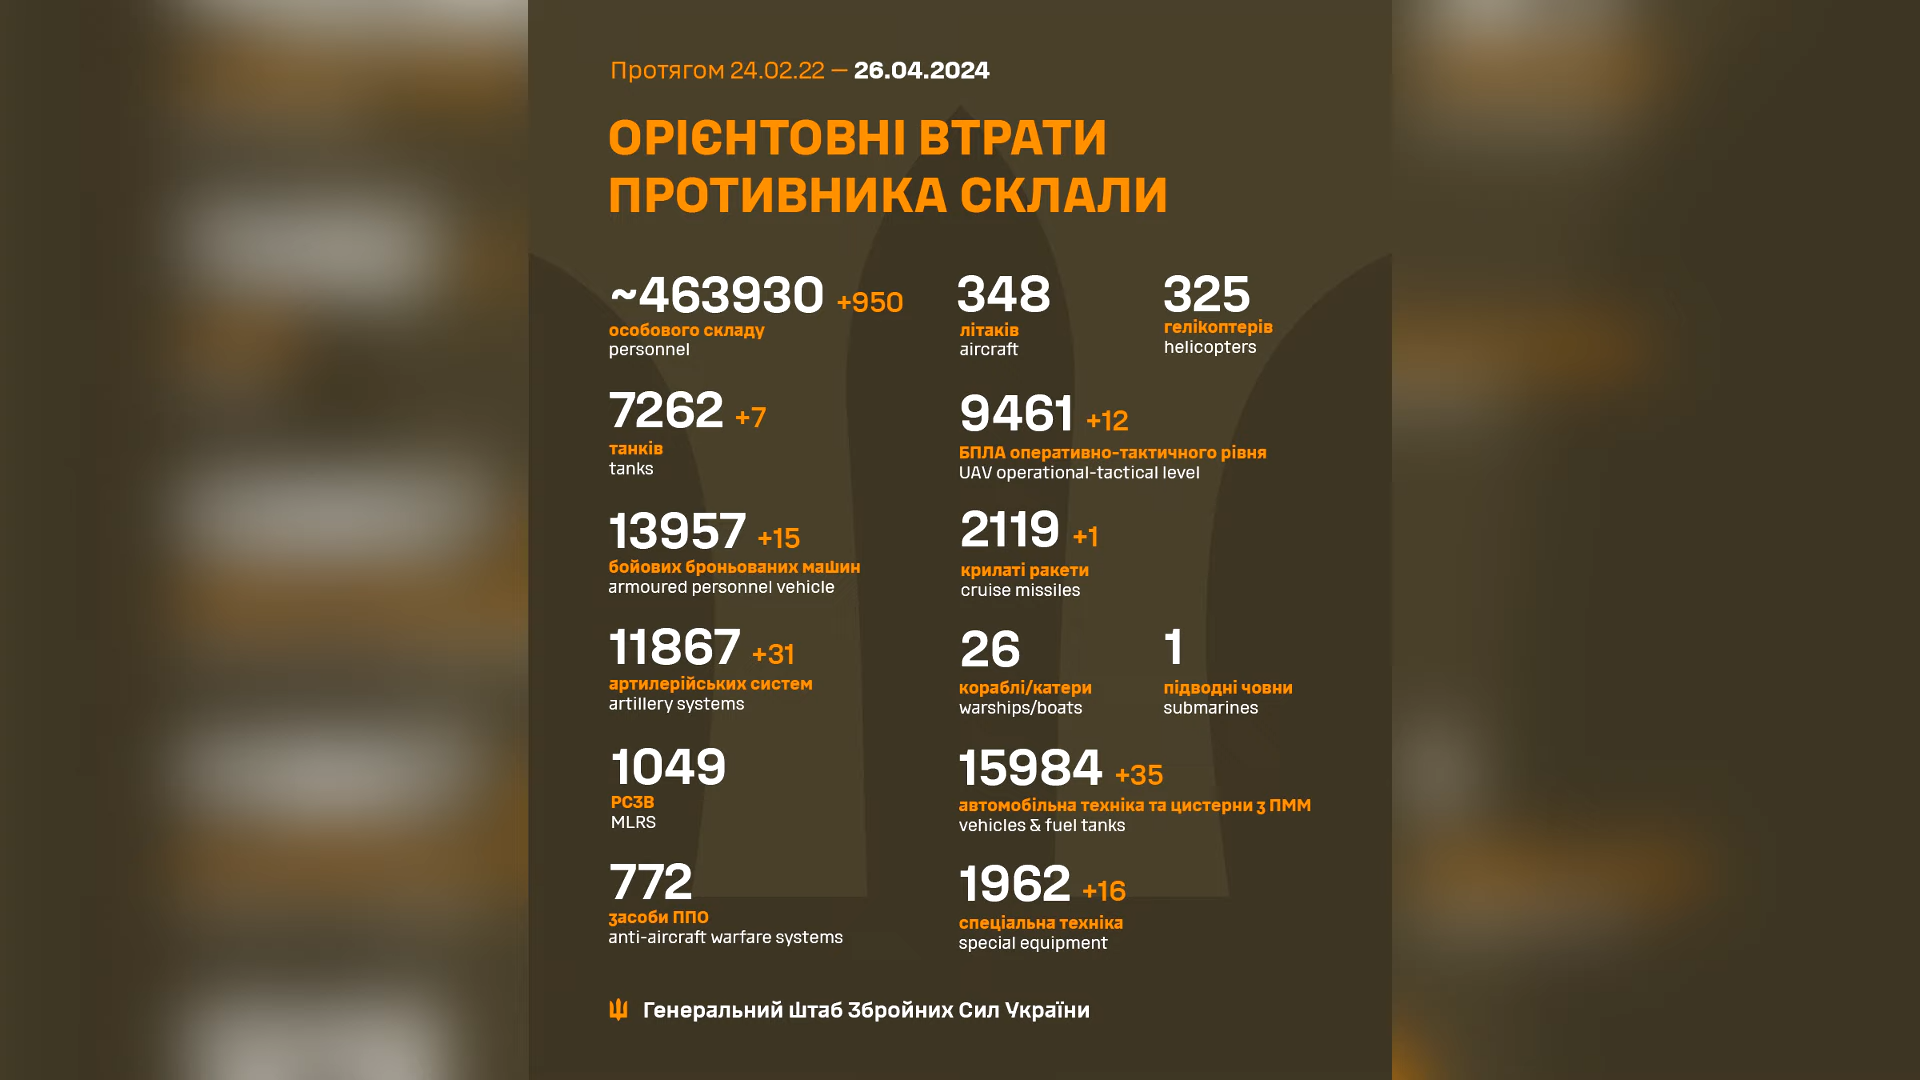 Протягом 24.02.22 — 26.04.2024
ОРІЄНТОВНІ ВТРАТИ
ПРОТИВНИКА СКЛАЛИ
~463930 +950
особового складу
personnel
348
літаків
aircraft
325
гелікоптерів
helicopters
7262 +7
танків
tanks
9461 +12
БПЛА оперативно-тактичного рівня
UAV operational-tactical level
13957 +15
бойових броньованих машин
armoured personnel vehicle
2119 +1
крилаті ракети
cruise missiles
11867 +31
артилерійських систем
artillery systems
26
кораблі/катери
warships/boats
1
підводні човни
submarines
1049
РСЗВ
MLRS
15984 +35
автомобільна техніка та цистерни з ПММ
vehicles & fuel tanks
772
засоби ППО
anti-aircraft warfare systems
1962 +16
спеціальна техніка
special equipment
Генеральний штаб Збройних Сил України